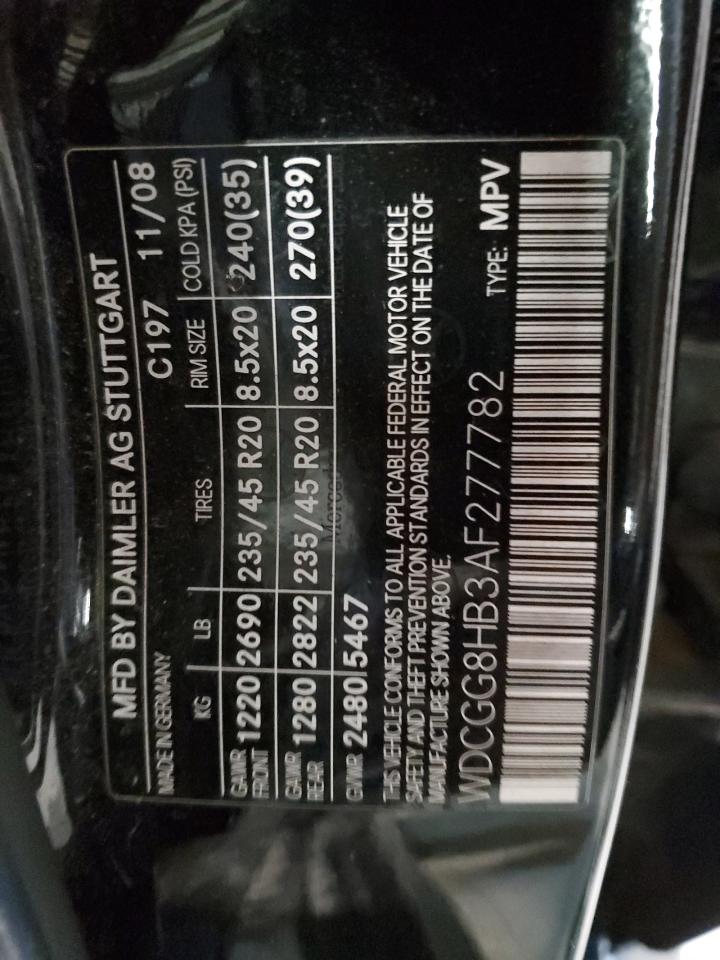 MFD BY DAIMLER AG STUTTGART
MADE IN GERMANY C197 11/08
KG LB TIRES RIM SIZE COLD KPA (PSI)
GAWR FRONT 1220 2690 235/45 R20 8.5x20 240(35)
GAWR REAR 1280 2822 235/45 R20 8.5x20 270(39)
GVWR 2480 5467
THIS VEHICLE CONFORMS TO ALL APPLICABLE FEDERAL MOTOR VEHICLE
SAFETY AND THEFT PREVENTION STANDARDS IN EFFECT ON THE DATE OF
MANUFACTURE SHOWN ABOVE.
WDCGG8HB3AF277782 TYPE: MPV